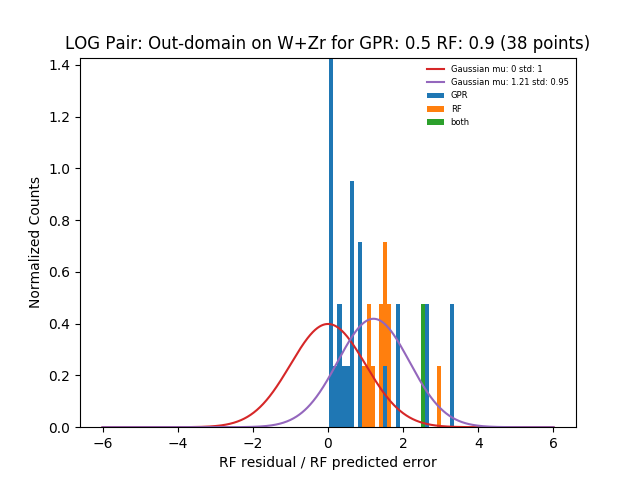 LOG Pair: Out-domain on W+Zr for GPR: 0.5 RF: 0.9 (38 points)
Gaussian mu: 0 std: 1
Gaussian mu: 1.21 std: 0.95
GPR
RF
both
Normalized Counts
1.4
1.2
1.0
0.8
0.6
0.4
0.2
0.0
−6 −4 −2 0 2 4 6
RF residual / RF predicted error